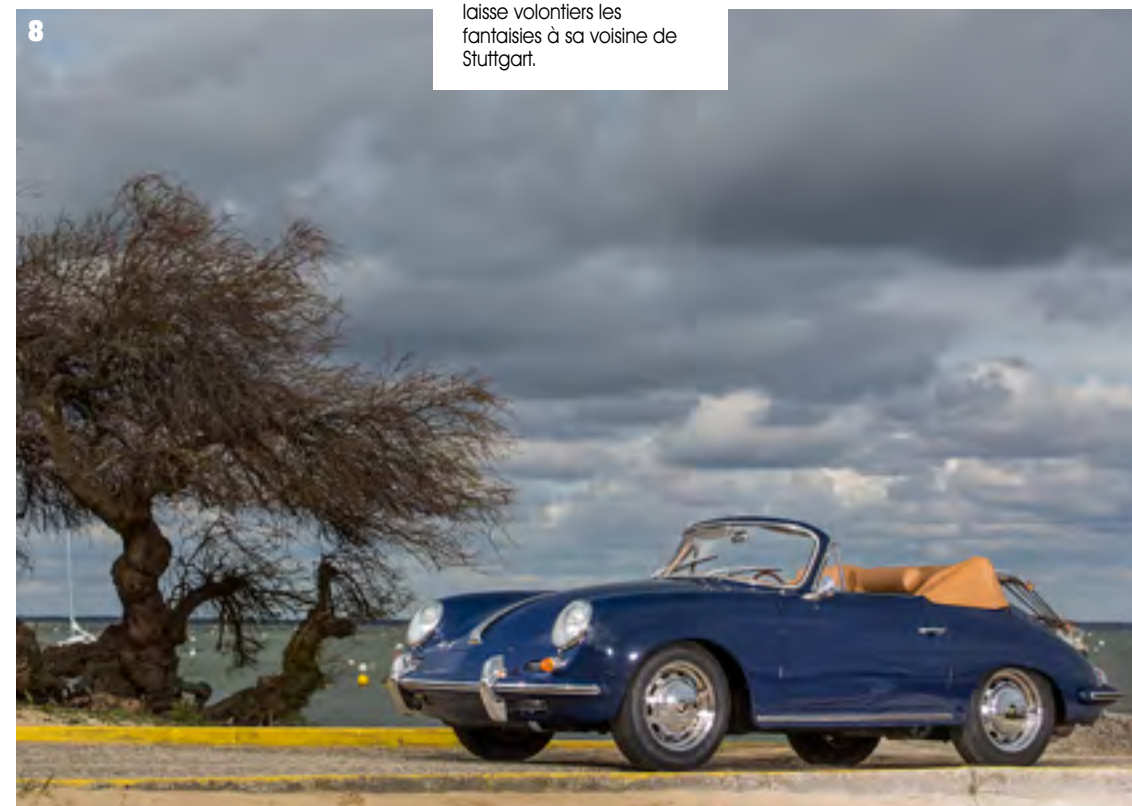 laisse volontiers les
fantaisies à sa voisine de
Stuttgart.
8